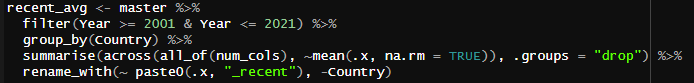 recent_avg <- master %>%
  filter(Year >= 2001 & Year <= 2021) %>%
  group_by(Country) %>%
  summarise(across(all_of(num_cols), ~mean(.x, na.rm = TRUE)), .groups = "drop") %>%
  rename_with(~ paste0(.x, "_recent"), -Country)